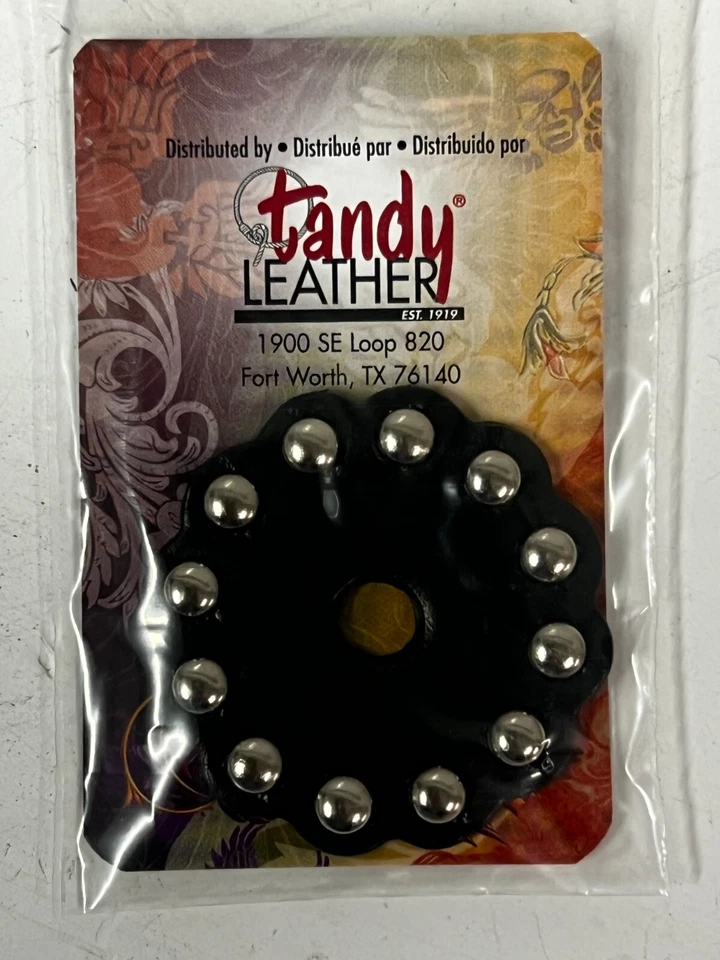 Distributed by • Distribué par • Distribuido por
tandy®
LEATHER
EST. 1919
1900 SE Loop 820
Fort Worth, TX 76140